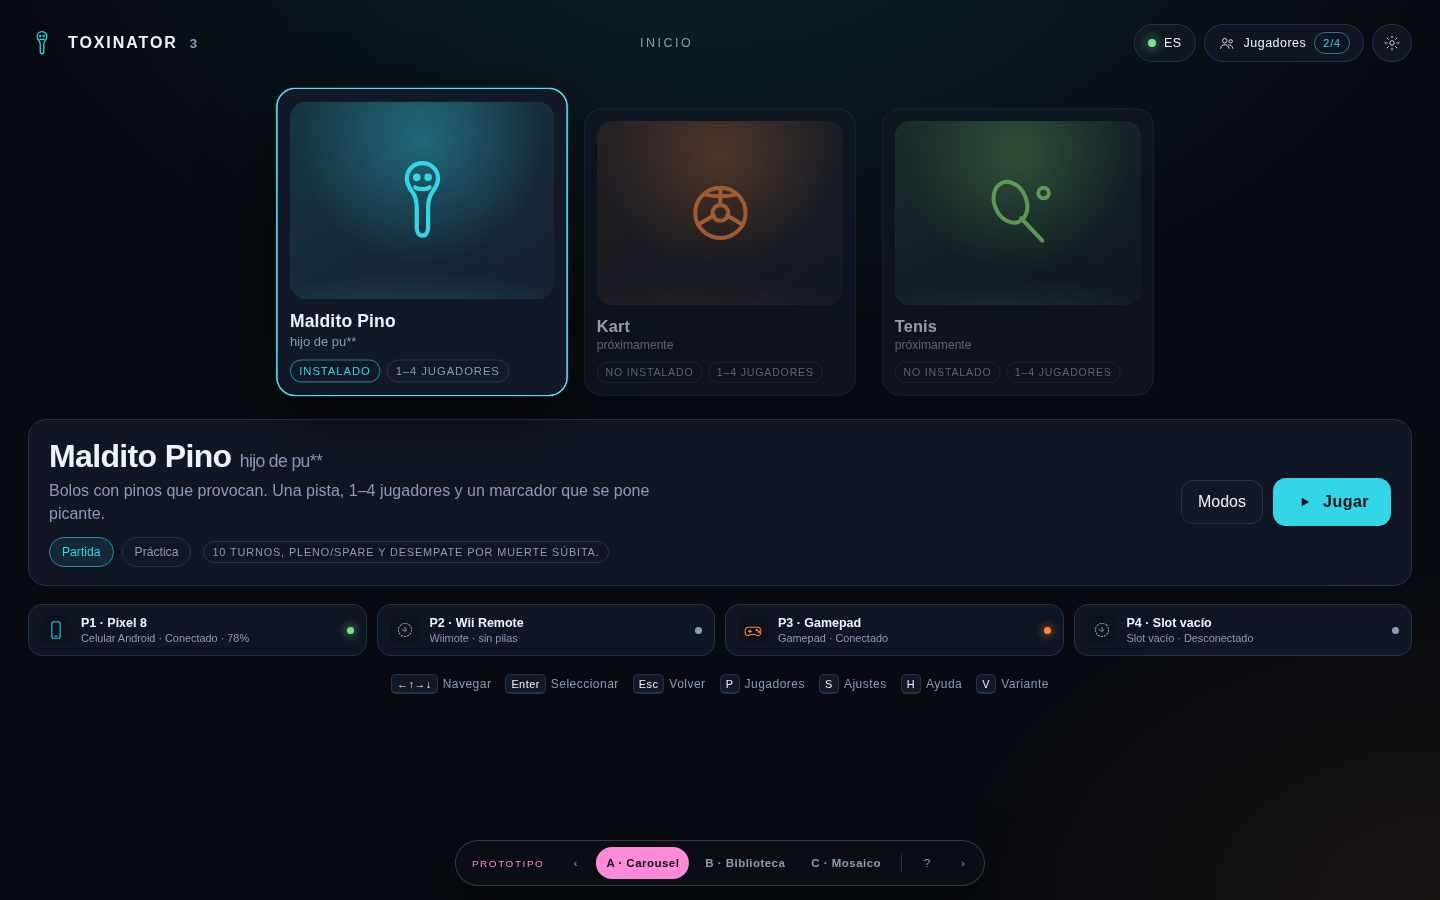 TOXINATOR 3
INICIO
ES
Jugadores 2/4
Maldito Pino
hijo de pu**
INSTALADO
1–4 JUGADORES
Kart
próximamente
NO INSTALADO
1–4 JUGADORES
Tenis
próximamente
NO INSTALADO
1–4 JUGADORES
Maldito Pino hijo de pu**
Bolos con pinos que provocan. Una pista, 1–4 jugadores y un marcador que se pone
picante.
Partida
Práctica
10 TURNOS, PLENO/SPARE Y DESEMPATE POR MUERTE SÚBITA.
Modos
Jugar
P1 · Pixel 8
Celular Android · Conectado · 78%
P2 · Wii Remote
Wiimote · sin pilas
P3 · Gamepad
Gamepad · Conectado
P4 · Slot vacío
Slot vacío · Desconectado
←↑→↓ Navegar Enter Seleccionar Esc Volver P Jugadores S Ajustes H Ayuda V Variante
PROTOTIPO ‹ A · Carousel B · Biblioteca C · Mosaico ? ›